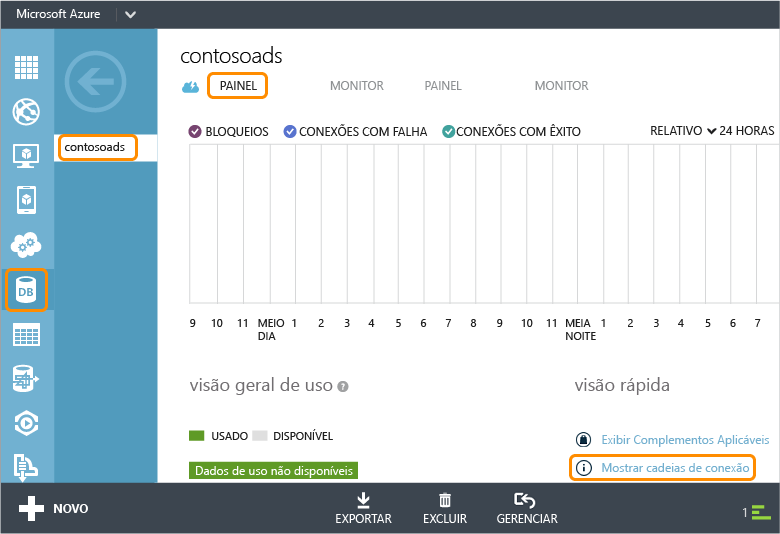 Microsoft Azure
contosoads
PAINEL MONITOR PAINEL MONITOR
contosoads
BLOQUEIOS CONEXÕES COM FALHA CONEXÕES COM ÊXITO RELATIVO 24 HORAS
DB
9 10 11 MEIO DIA 1 2 3 4 5 6 7 8 9 10 11 MEIA NOITE 1 2 3 4 5 6 7
visão geral de uso ? visão rápida
USADO DISPONÍVEL
Exibir Complementos Aplicáveis
Dados de uso não disponíveis
Mostrar cadeias de conexão
NOVO
EXPORTAR EXCLUIR GERENCIAR
1